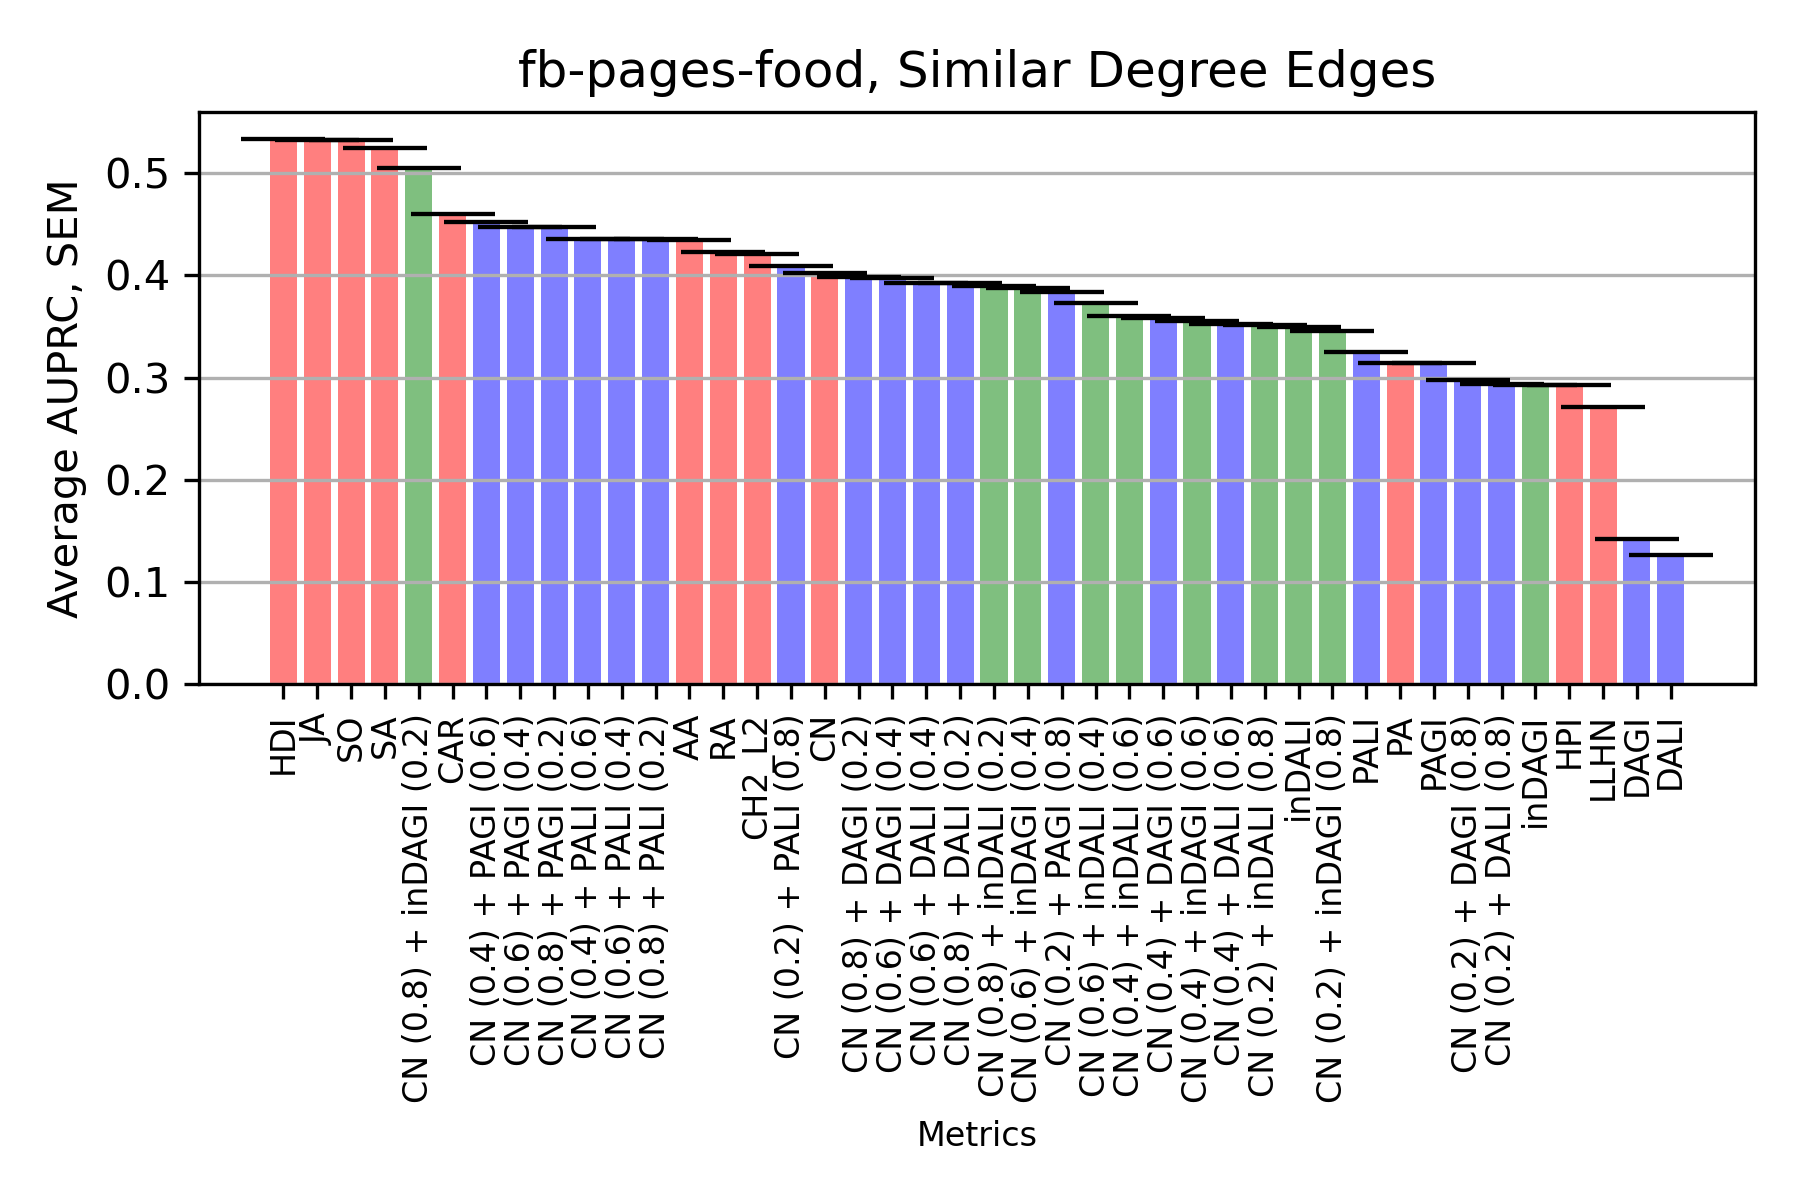 fb-pages-food, Similar Degree Edges
Average AUPRC, SEM
0.5
0.4
0.3
0.2
0.1
0.0
HDI
JA
SO
SA
CN (0.8) + inDAGI (0.2)
CAR
CN (0.4) + PAGI (0.6)
CN (0.6) + PAGI (0.4)
CN (0.8) + PAGI (0.2)
CN (0.4) + PALI (0.6)
CN (0.6) + PALI (0.4)
CN (0.8) + PALI (0.2)
AA
RA
CH2_L2
CN (0.2) + PALI (0.8)
CN
CN (0.8) + DAGI (0.2)
CN (0.6) + DAGI (0.4)
CN (0.6) + DALI (0.4)
CN (0.8) + DALI (0.2)
CN (0.8) + inDALI (0.2)
CN (0.6) + inDAGI (0.4)
CN (0.2) + PAGI (0.8)
CN (0.6) + inDALI (0.4)
CN (0.4) + inDALI (0.6)
CN (0.4) + DAGI (0.6)
CN (0.4) + inDAGI (0.6)
CN (0.4) + DALI (0.6)
CN (0.2) + inDALI (0.8)
inDALI
CN (0.2) + inDAGI (0.8)
PALI
PA
PAGI
CN (0.2) + DAGI (0.8)
CN (0.2) + DALI (0.8)
inDAGI
HPI
LLHN
DAGI
DALI
Metrics